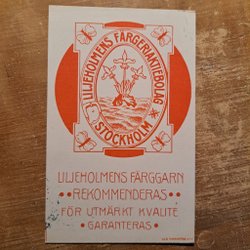 LILJEHOLMENS FÄRGERIAKTIEBOLAG
STOCKHOLM
LILJEHOLMENS FÄRGGARN
REKOMMENDERAS
FÖR UTMÄRKT KVALITÉ
GARANTERAS